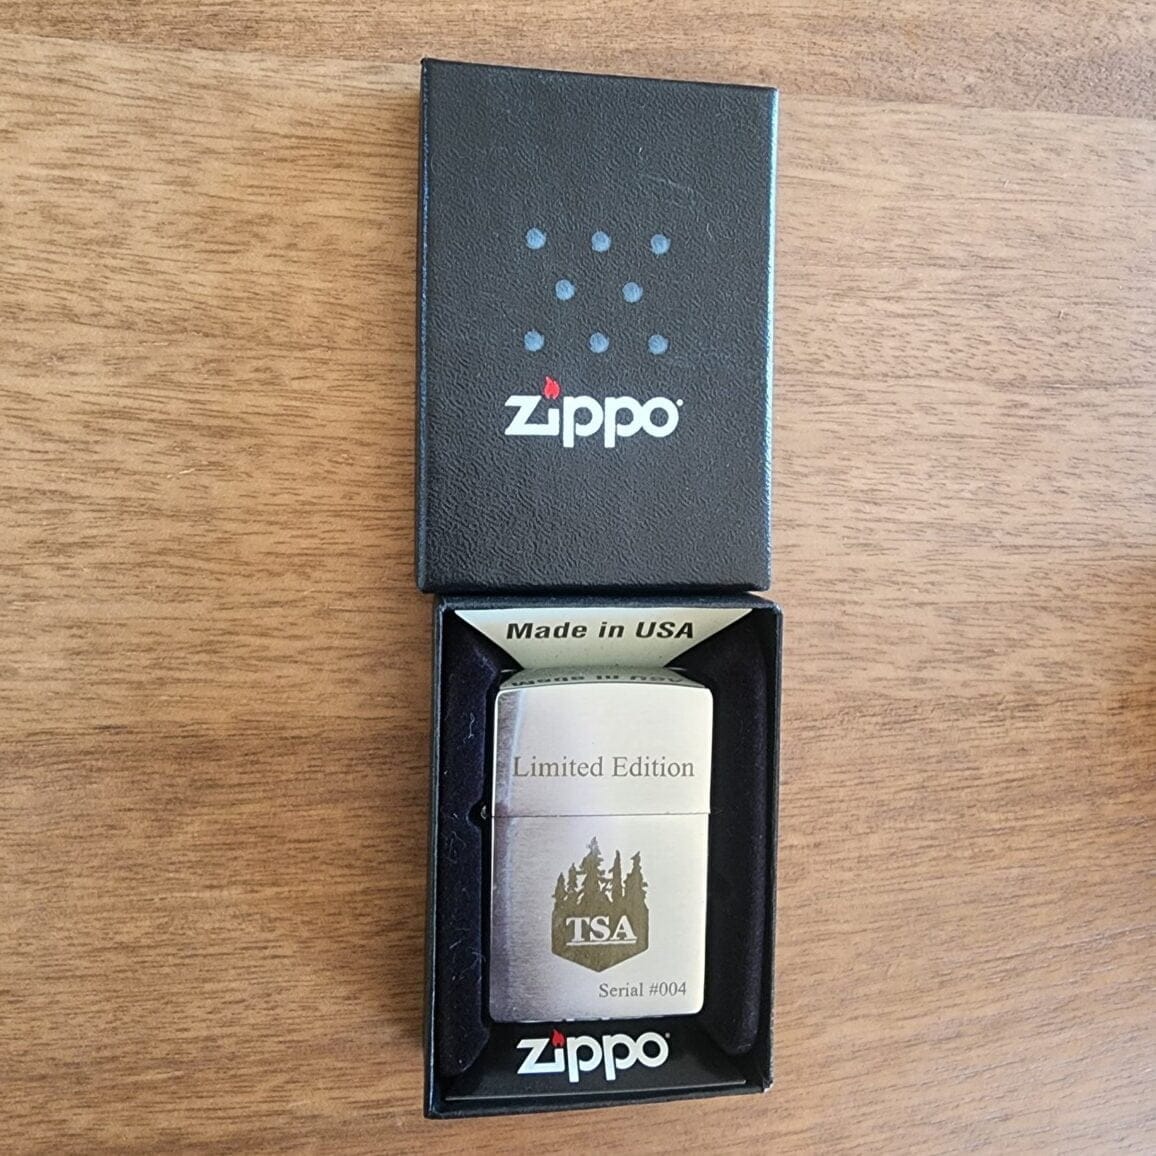 zippo
Made in USA
Limited Edition
TSA
Serial #004
zippo